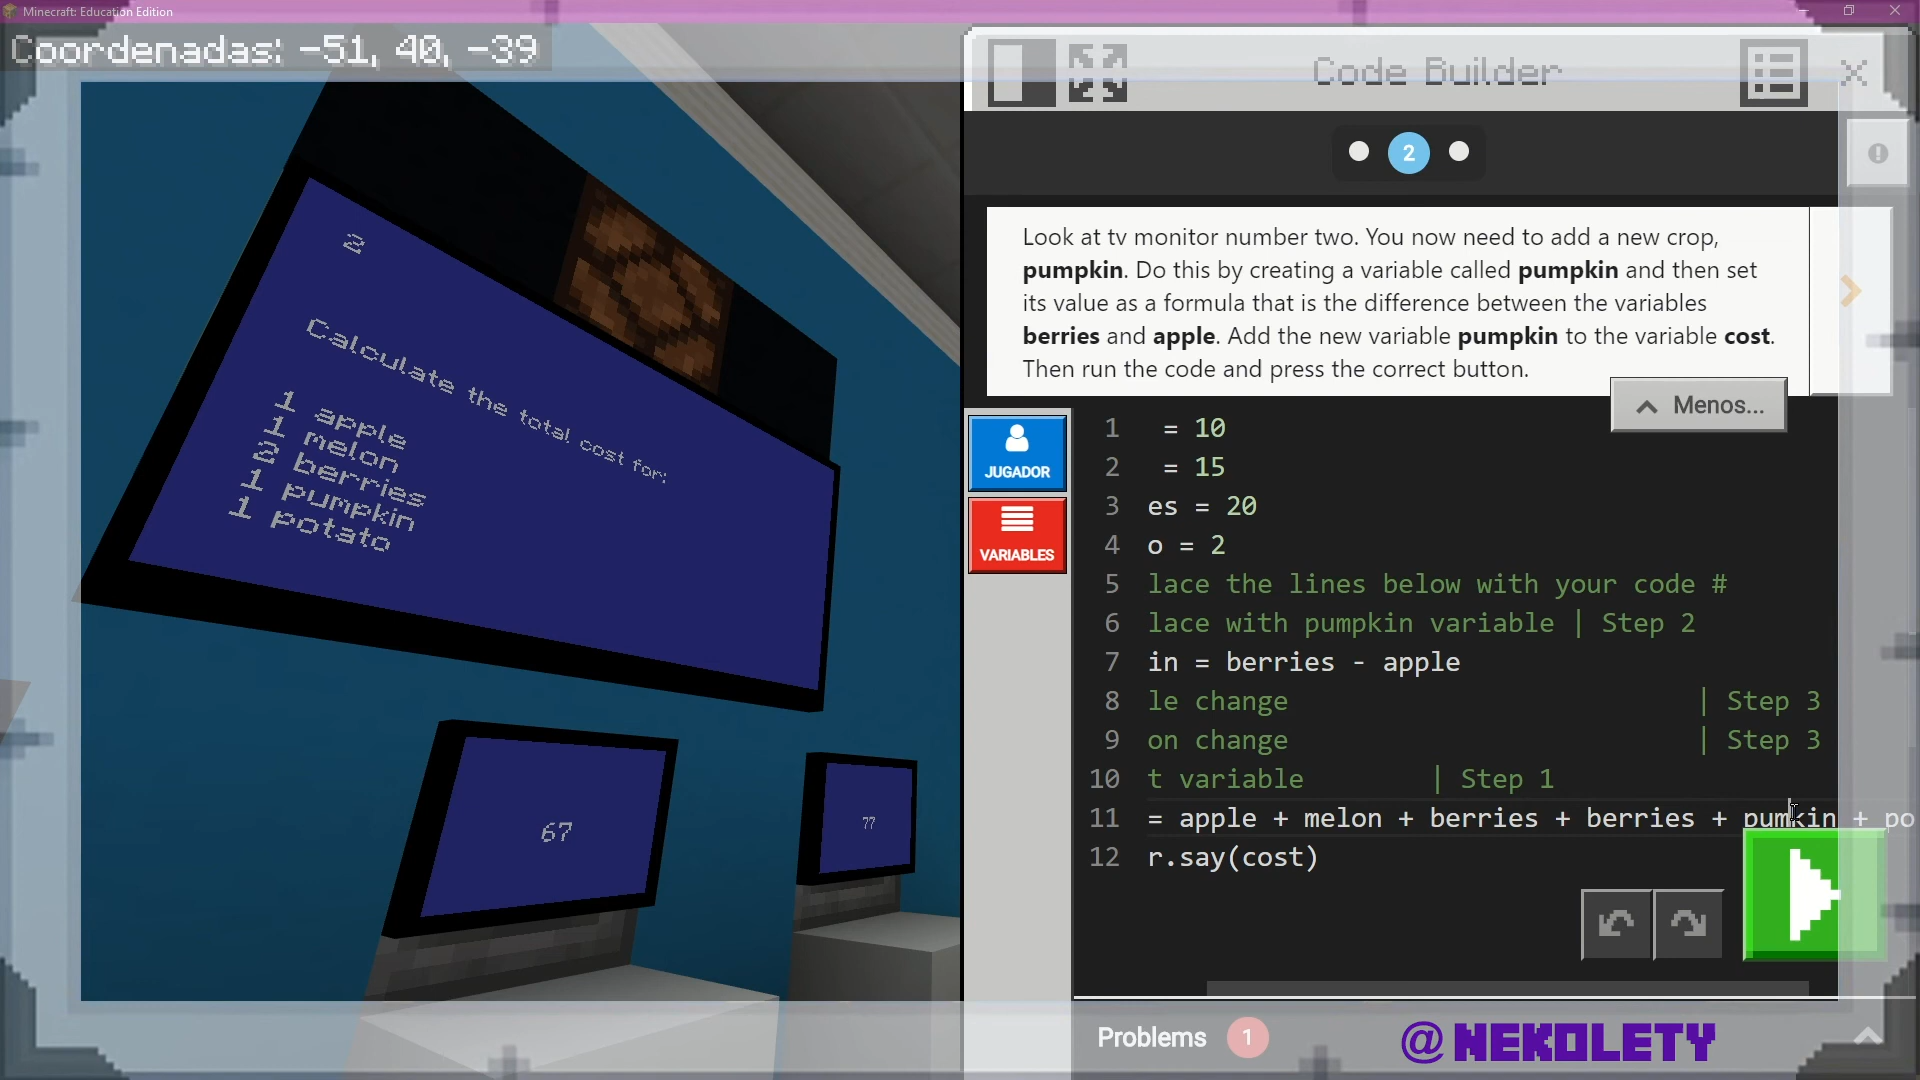 Minecraft: Education Edition
Coordenadas: -51, 40, -39
Code Builder
2
Look at tv monitor number two. You now need to add a new crop,
pumpkin. Do this by creating a variable called pumpkin and then set
its value as a formula that is the difference between the variables
berries and apple. Add the new variable pumpkin to the variable cost.
Then run the code and press the correct button.
Menos...
JUGADOR
VARIABLES
1 = 10
2 = 15
3 es = 20
4 o = 2
5 lace the lines below with your code #
6 lace with pumpkin variable | Step 2
7 in = berries - apple
8 le change | Step 3
9 on change | Step 3
10 t variable | Step 1
11 = apple + melon + berries + berries + pumkin + po
12 r.say(cost)
Problems 1
@NEKOLETY
2
Calculate the total cost for:
1 apple
1 melon
2 berries
1 pumpkin
1 potato
67
77